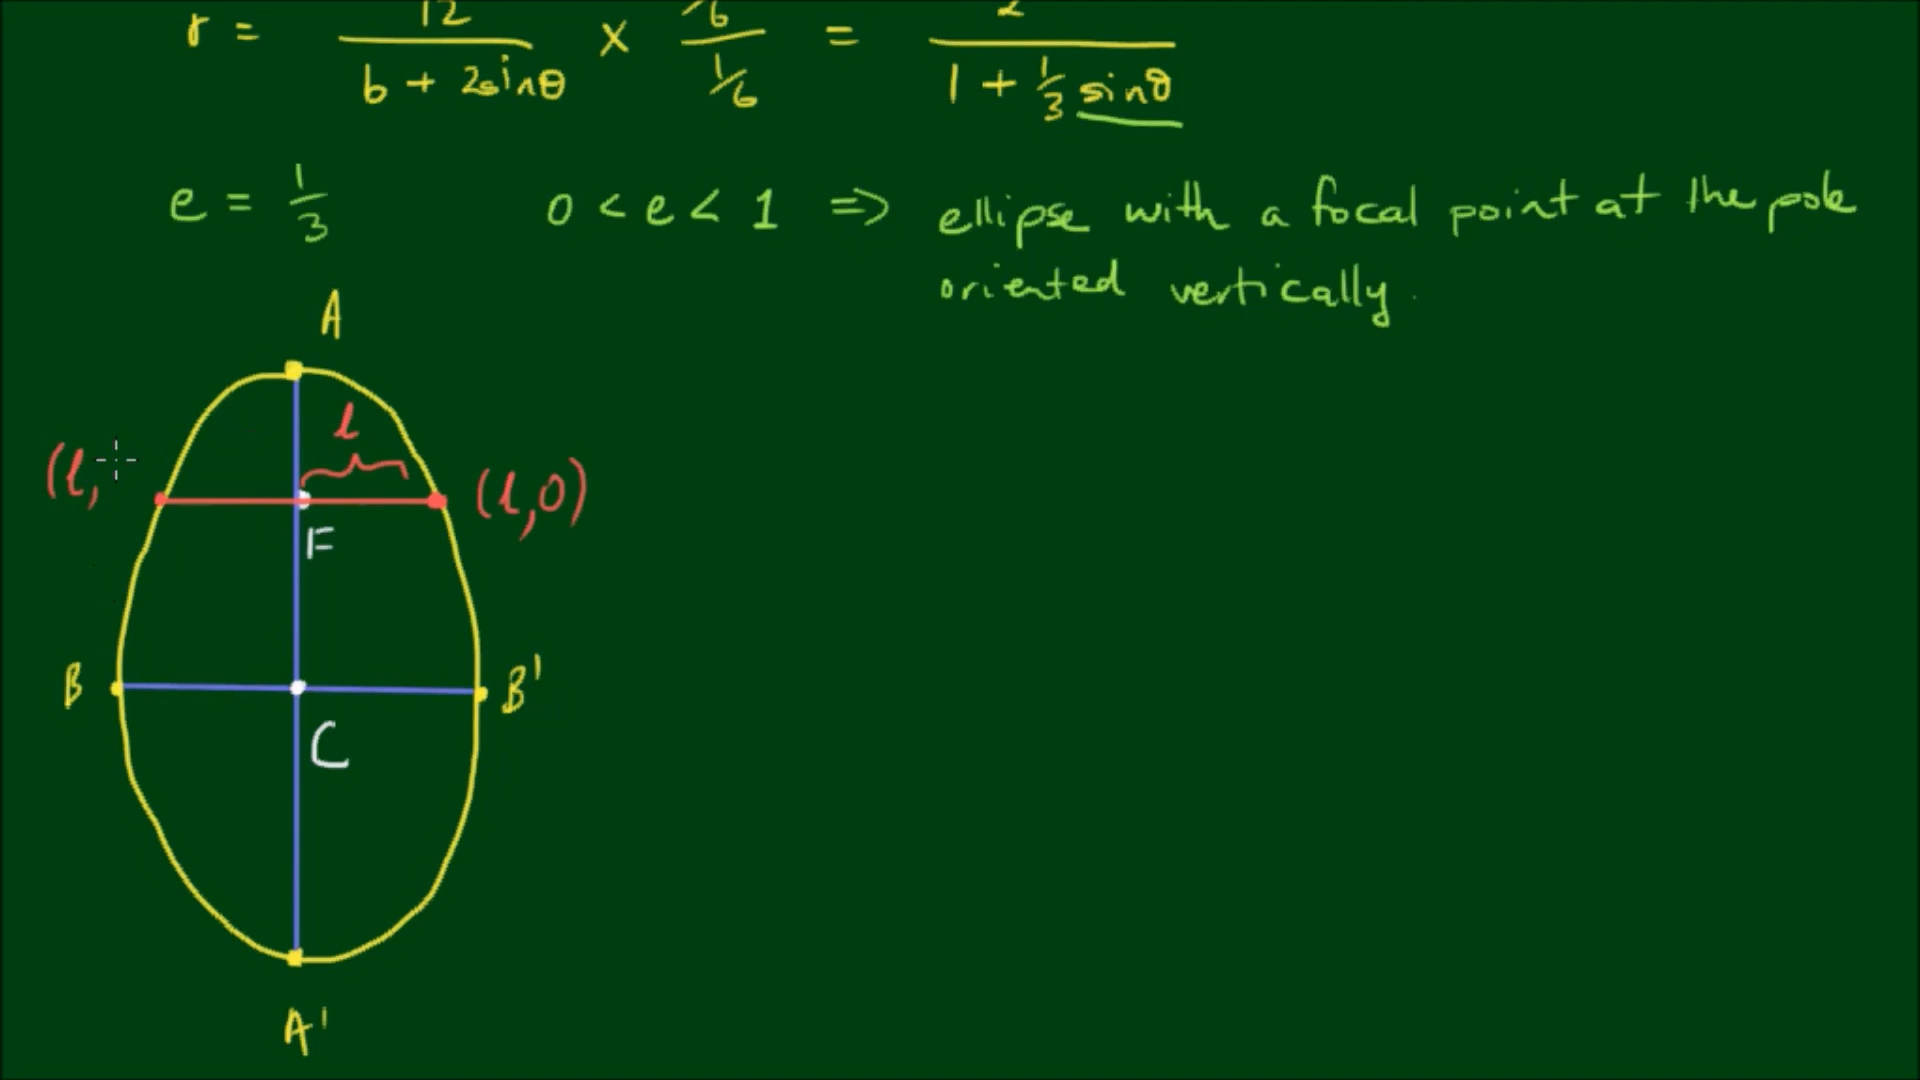 r = 12/(6 + 2sinθ) × (1/6)/(1/6) = 2/(1 + 1/3 sinθ)
e = 1/3 0 < e < 1 ⇒ ellipse with a focal point at the pole
oriented vertically.
A
l
(l, (l,0)
F
B B'
C
A'